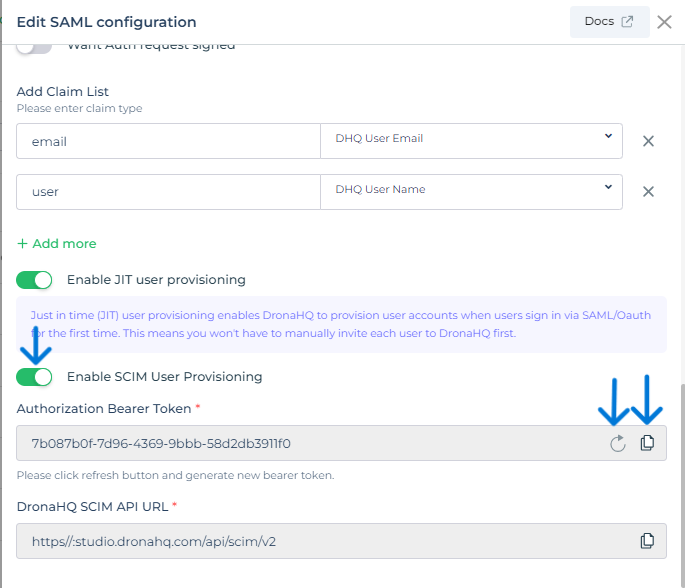 Edit SAML configuration
Docs
Want Auth request signed
Add Claim List
Please enter claim type
email
DHQ User Email
user
DHQ User Name
+ Add more
Enable JIT user provisioning
Just in time (JIT) user provisioning enables DronaHQ to provision user accounts when users sign in via SAML/Oauth
for the first time. This means you won't have to manually invite each user to DronaHQ first.
Enable SCIM User Provisioning
Authorization Bearer Token *
7b087b0f-7d96-4369-9bbb-58d2db3911f0
Please click refresh button and generate new bearer token.
DronaHQ SCIM API URL *
https//:studio.dronahq.com/api/scim/v2